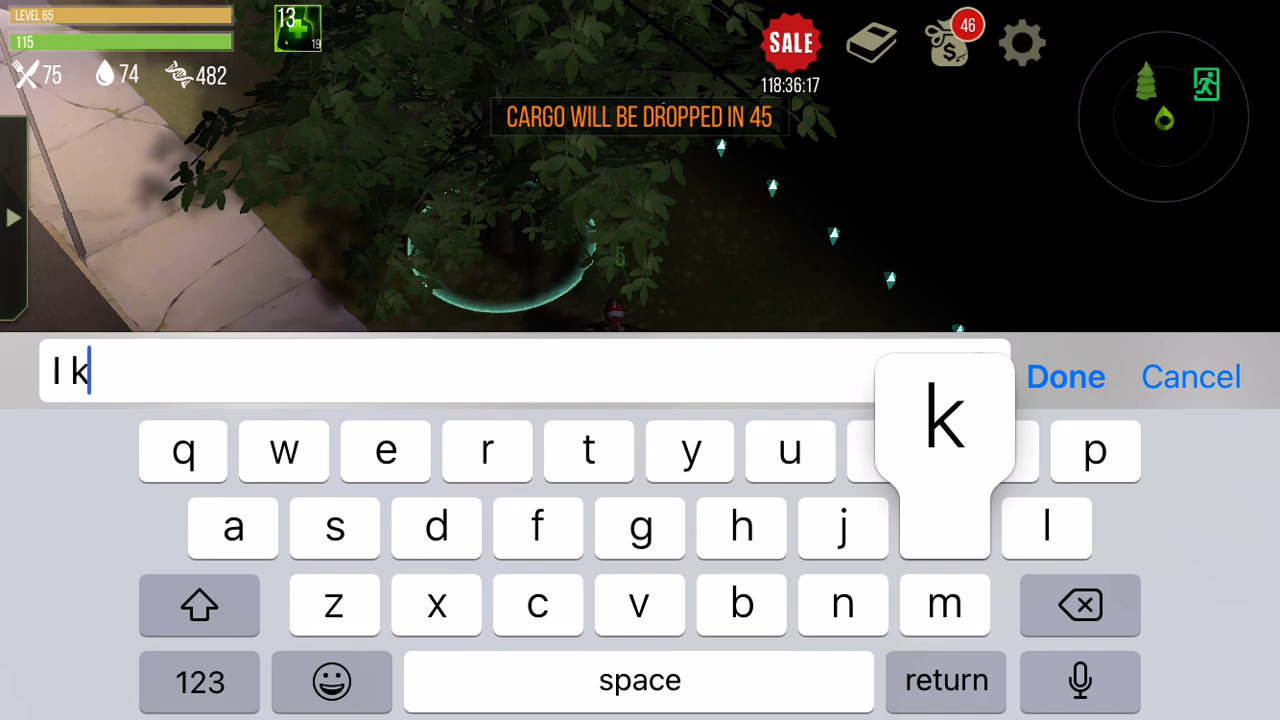 LEVEL 65
115
13
19
75 74 482
SALE
118:36:17
46
CARGO WILL BE DROPPED IN 45
5
I k
Done Cancel
k
q w e r t y u p
a s d f g h j l
z x c v b n m
123 space return